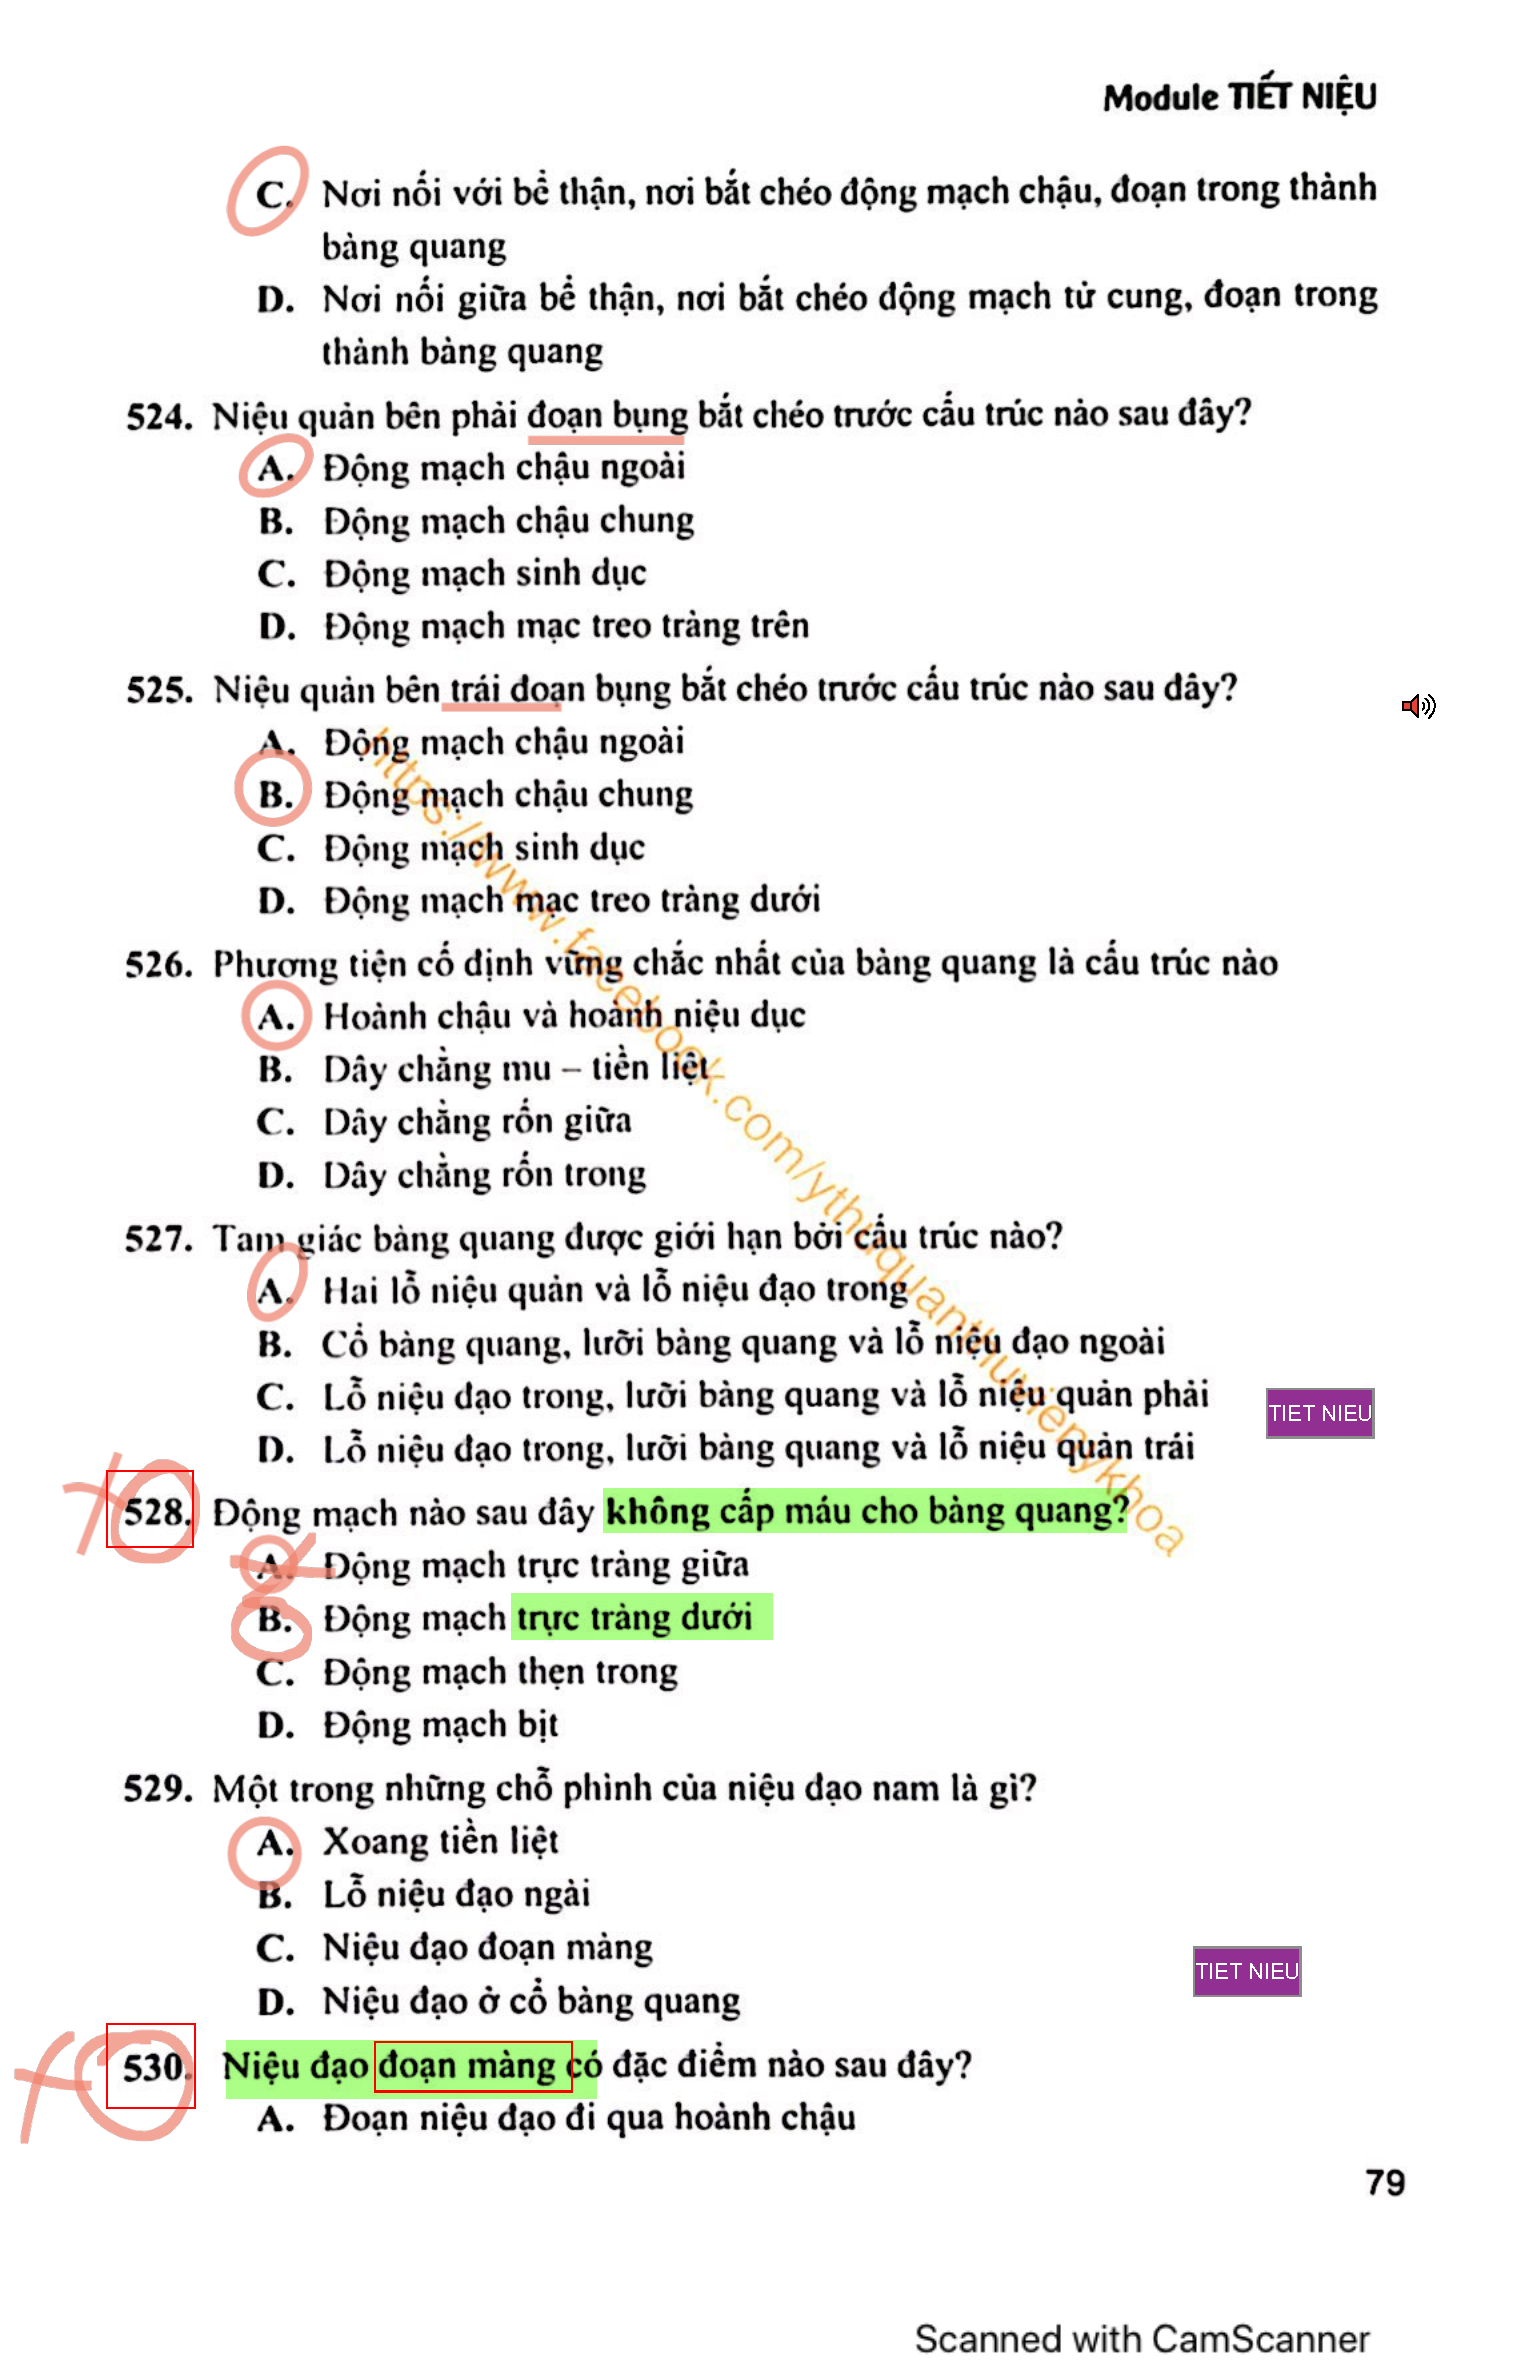 Module TIẾT NIỆU
C. Nơi nối với bể thận, nơi bắt chéo động mạch chậu, đoạn trong thành
bàng quang
D. Nơi nối giữa bể thận, nơi bắt chéo động mạch tử cung, đoạn trong
thành bàng quang
524. Niệu quản bên phải đoạn bụng bắt chéo trước cấu trúc nào sau đây?
A. Động mạch chậu ngoài
B. Động mạch chậu chung
C. Động mạch sinh dục
D. Động mạch mạc treo tràng trên
525. Niệu quản bên trái đoạn bụng bắt chéo trước cấu trúc nào sau đây?
A. Động mạch chậu ngoài
B. Động mạch chậu chung
C. Động mạch sinh dục
D. Động mạch mạc treo tràng dưới
526. Phương tiện cố định vững chắc nhất của bàng quang là cấu trúc nào
A. Hoành chậu và hoành niệu dục
B. Dây chằng mu – tiền liệt
C. Dây chằng rốn giữa
D. Dây chằng rốn trong
527. Tam giác bàng quang được giới hạn bởi cấu trúc nào?
A. Hai lỗ niệu quản và lỗ niệu đạo trong
B. Cổ bàng quang, lưỡi bàng quang và lỗ niệu đạo ngoài
C. Lỗ niệu đạo trong, lưỡi bàng quang và lỗ niệu quản phải
TIET NIEU
D. Lỗ niệu đạo trong, lưỡi bàng quang và lỗ niệu quản trái
https://www.facebook.com/ythuquanthuvienykhoa
528. Động mạch nào sau đây không cấp máu cho bàng quang?
A. Động mạch trực tràng giữa
B. Động mạch trực tràng dưới
C. Động mạch thẹn trong
D. Động mạch bịt
529. Một trong những chỗ phình của niệu đạo nam là gì?
A. Xoang tiền liệt
B. Lỗ niệu đạo ngài
C. Niệu đạo đoạn màng
TIET NIEU
D. Niệu đạo ở cổ bàng quang
530. Niệu đạo đoạn màng có đặc điểm nào sau đây?
A. Đoạn niệu đạo đi qua hoành chậu
79
Scanned with CamScanner